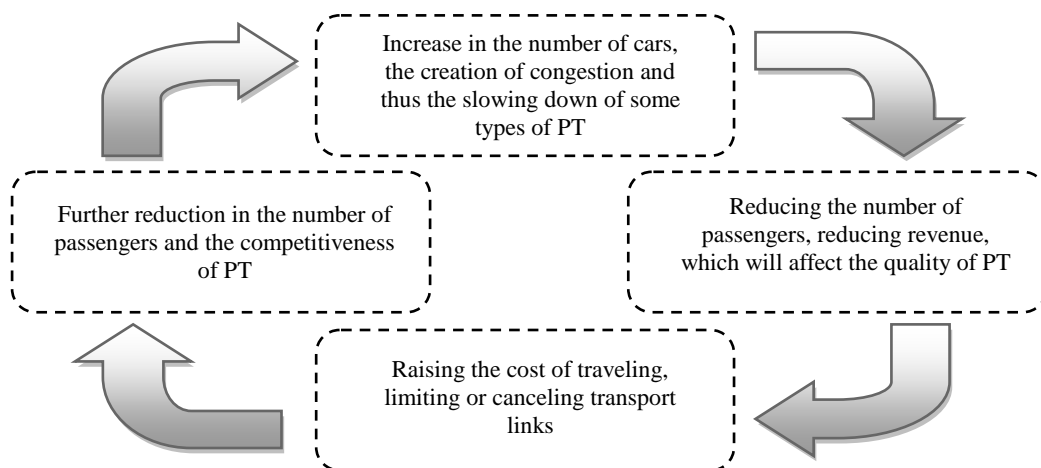 Increase in the number of cars,
the creation of congestion and
thus the slowing down of some
types of PT
Further reduction in the number of
passengers and the competitiveness
of PT
Reducing the number of
passengers, reducing revenue,
which will affect the quality of PT
Raising the cost of traveling,
limiting or canceling transport
links